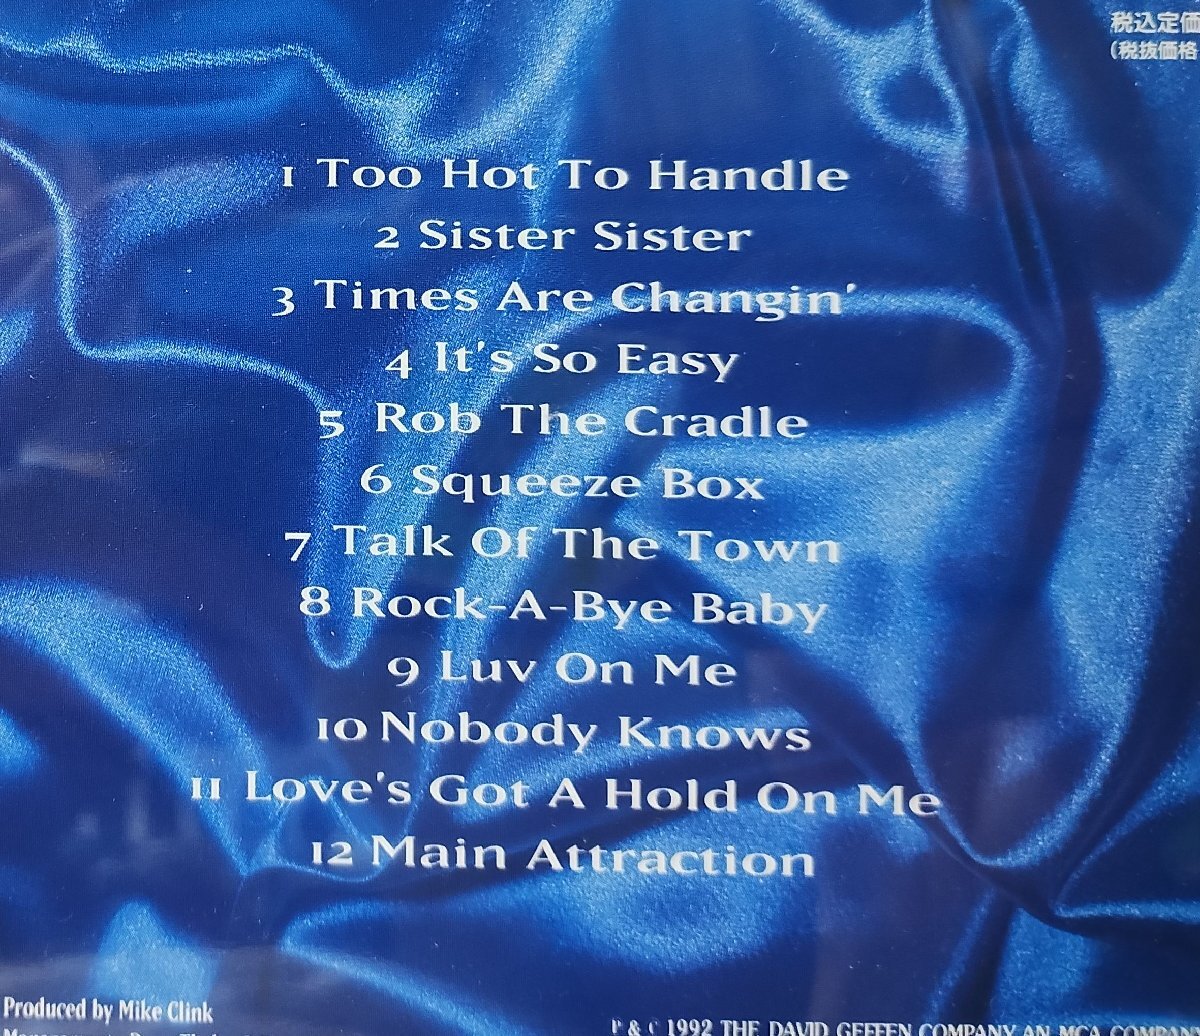 税込定価
(税抜価格
1 Too Hot To Handle
2 Sister Sister
3 Times Are Changin'
4 It's So Easy
5 Rob The Cradle
6 Squeeze Box
7 Talk Of The Town
8 Rock-A-Bye Baby
9 Luv On Me
10 Nobody Knows
11 Love's Got A Hold On Me
12 Main Attraction
Produced by Mike Clink
P & C 1992 THE DAVID GEFFEN COMPANY AN MCA